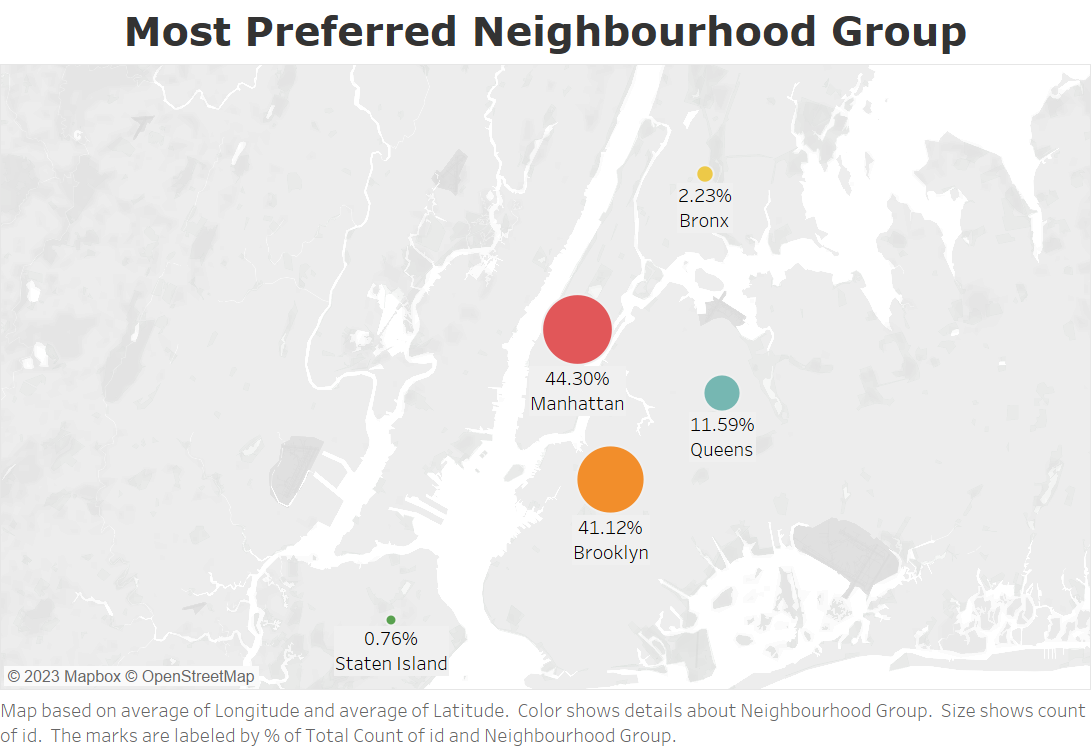 Most Preferred Neighbourhood Group
2.23%
Bronx
44.30%
Manhattan
11.59%
Queens
41.12%
Brooklyn
0.76%
Staten Island
© 2023 Mapbox © OpenStreetMap
Map based on average of Longitude and average of Latitude.  Color shows details about Neighbourhood Group.  Size shows count
of id.  The marks are labeled by % of Total Count of id and Neighbourhood Group.